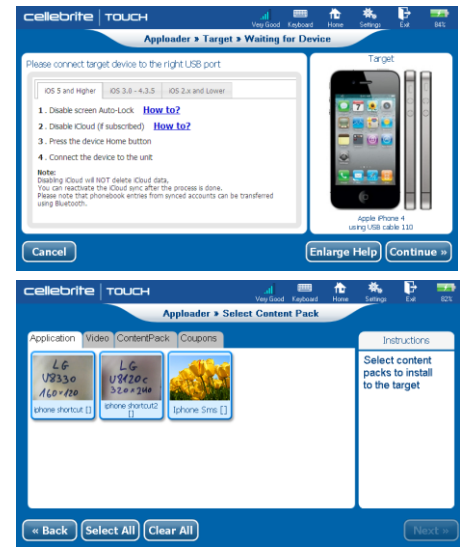 cellebrite TOUCH
Very Good Keyboard Home Settings Exit 84%
Apploader » Target » Waiting for Device
Please connect target device to the right USB port
Target
iOS 5 and Higher iOS 3.8 - 4.3.5 iOS 2.x and Lower
1 . Disable screen Auto-Lock How to?
2 . Disable iCloud (if subscribed) How to?
3 . Press the device Home button
4 . Connect the device to the unit
Note:
Disabling iCloud will NOT delete iCloud data,
You can reactivate the iCloud sync after the process is done.
Please note that phonebook entries from synced accounts can be transferred
using Bluetooth.
Apple iPhone 4
using USB cable 110
Cancel
Enlarge Help Continue »
cellebrite TOUCH
Very Good Keyboard Home Settings Exit 82%
Apploader » Select Content Pack
Application Video ContentPack Coupons
Instructions
Select content
packs to install
to the target
LG
U8330
160×120
iphone shortcut []
LG
U8120c
320×240
iphone shortcut2
[]
Iphone Sms []
« Back Select All Clear All
Next »